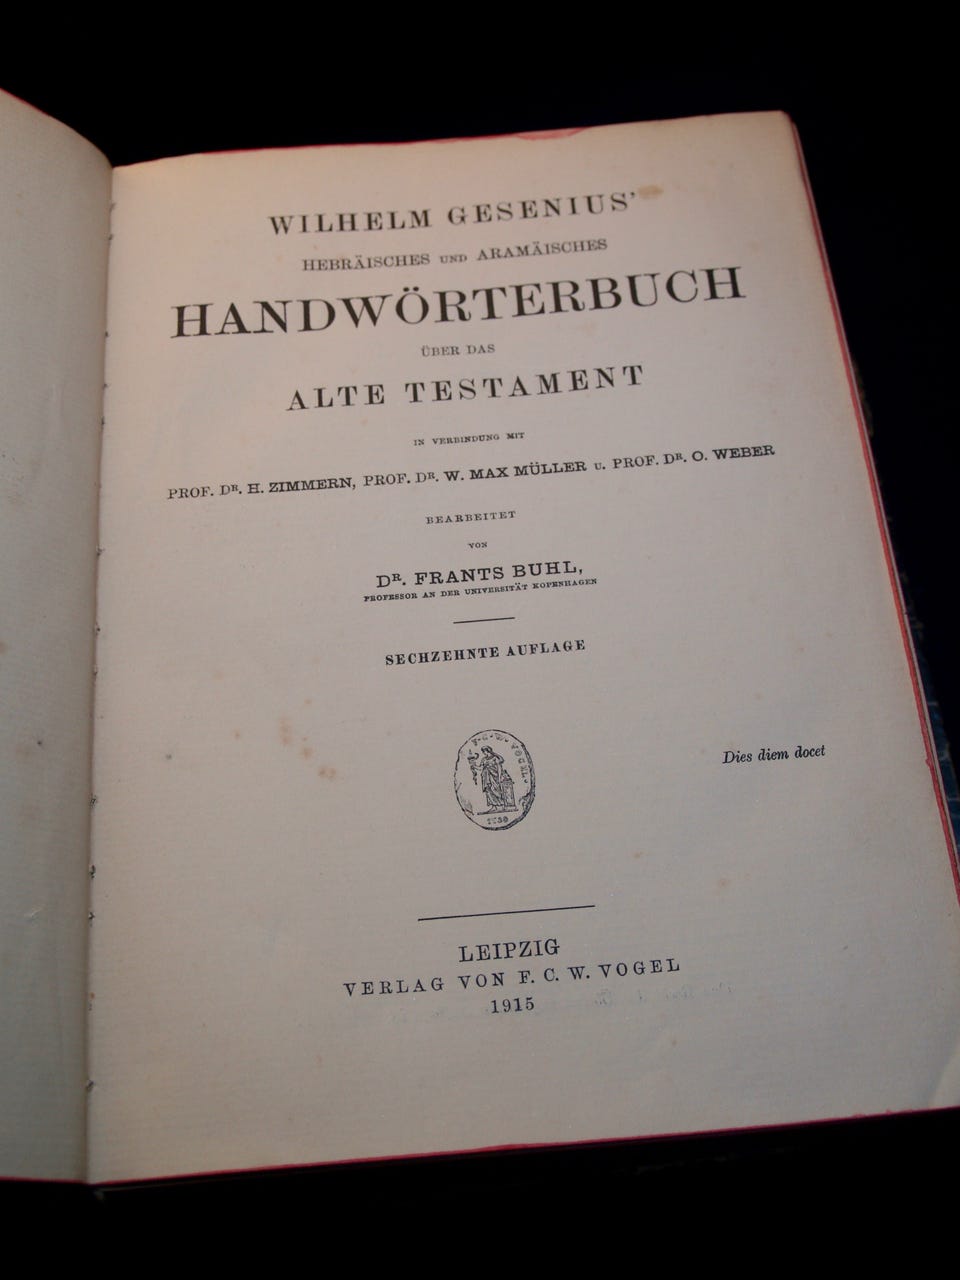 WILHELM GESENIUS'
HEBRÄISCHES UND ARAMÄISCHES
HANDWÖRTERBUCH
ÜBER DAS
ALTE TESTAMENT
IN VERBINDUNG MIT
PROF. DR. H. ZIMMERN, PROF. DR. W. MAX MÜLLER U. PROF. DR. O. WEBER
BEARBEITET
VON
DR. FRANTS BUHL,
PROFESSOR AN DER UNIVERSITÄT KOPENHAGEN
SECHZEHNTE AUFLAGE
F.C.W. VOGEL.
1730
Dies diem docet
LEIPZIG
VERLAG VON F. C. W. VOGEL
1915